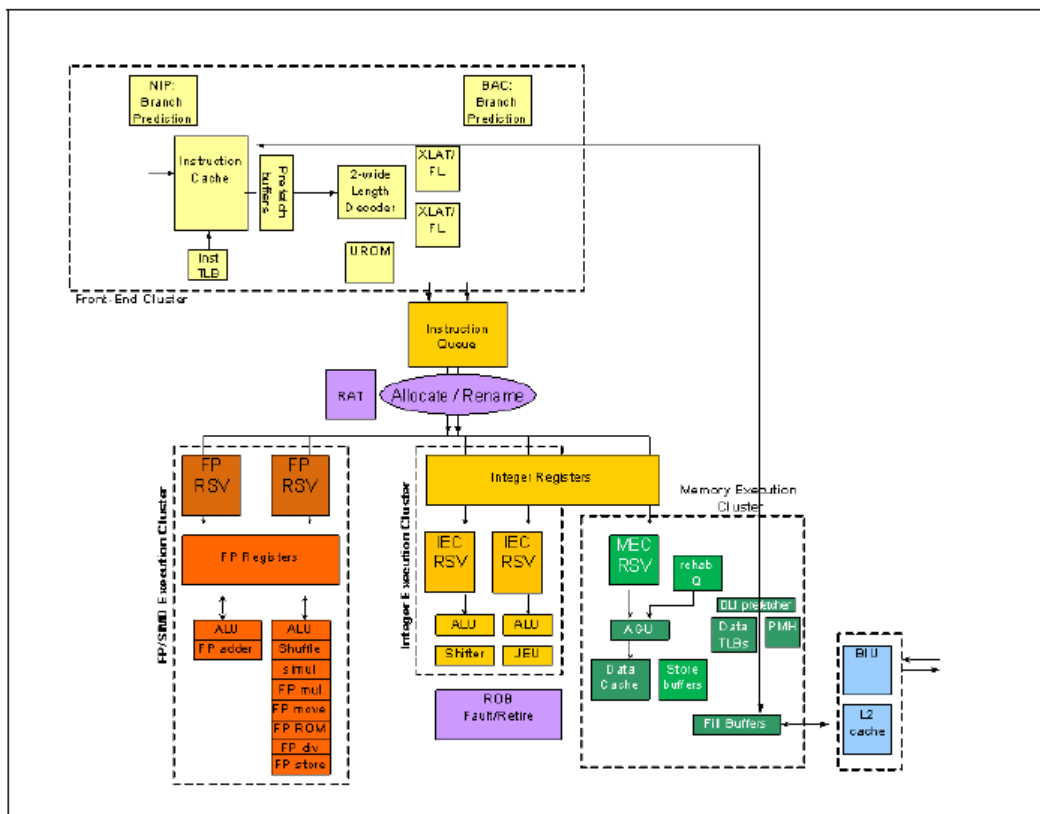 NIP:
Branch
Prediction
BAC: Branch
Prediction
Instruction
Cache
Prefetch
buffers
2-wide
Length
Decoder
XLAT/
FL
XLAT/
FL
Inst
TLB
UROM
Front-End Cluster
Instruction
Queue
RAT
Allocate / Rename
FP/SIMD Execution Cluster
FP
RSV
FP
RSV
FP Registers
ALU
FP adder
ALU
Shuffle
simul
FP mul
FP move
FP ROM
FP div
FP store
Integer Execution Cluster
Integer Registers
IEC
RSV
IEC
RSV
ALU
Shifter
ALU
JEU
ROB
Fault/Retire
Memory Execution
Cluster
MEC
RSV
rehab
Q
DLI prefetcher
AGU
Data
TLBs
PMH
Data
Cache
Store
buffers
Fill Buffers
BIU
L2
cache